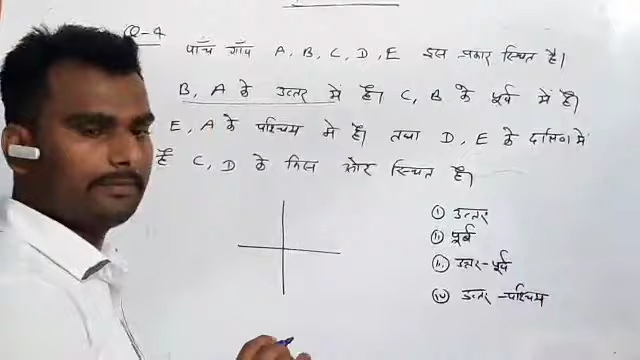 Q-4
पाँच गाँव A, B, C, D, E इस प्रकार स्थित है।
B, A के उत्तर में है। C, B के पूर्व में है।
E, A के पश्चिम में है। तथा D, E के दक्षिण में
है C, D के किस ओर स्थित है।
(i) उत्तर
(ii) पूर्व
(iii) उत्तर-पूर्व
(iv) उत्तर-पश्चिम